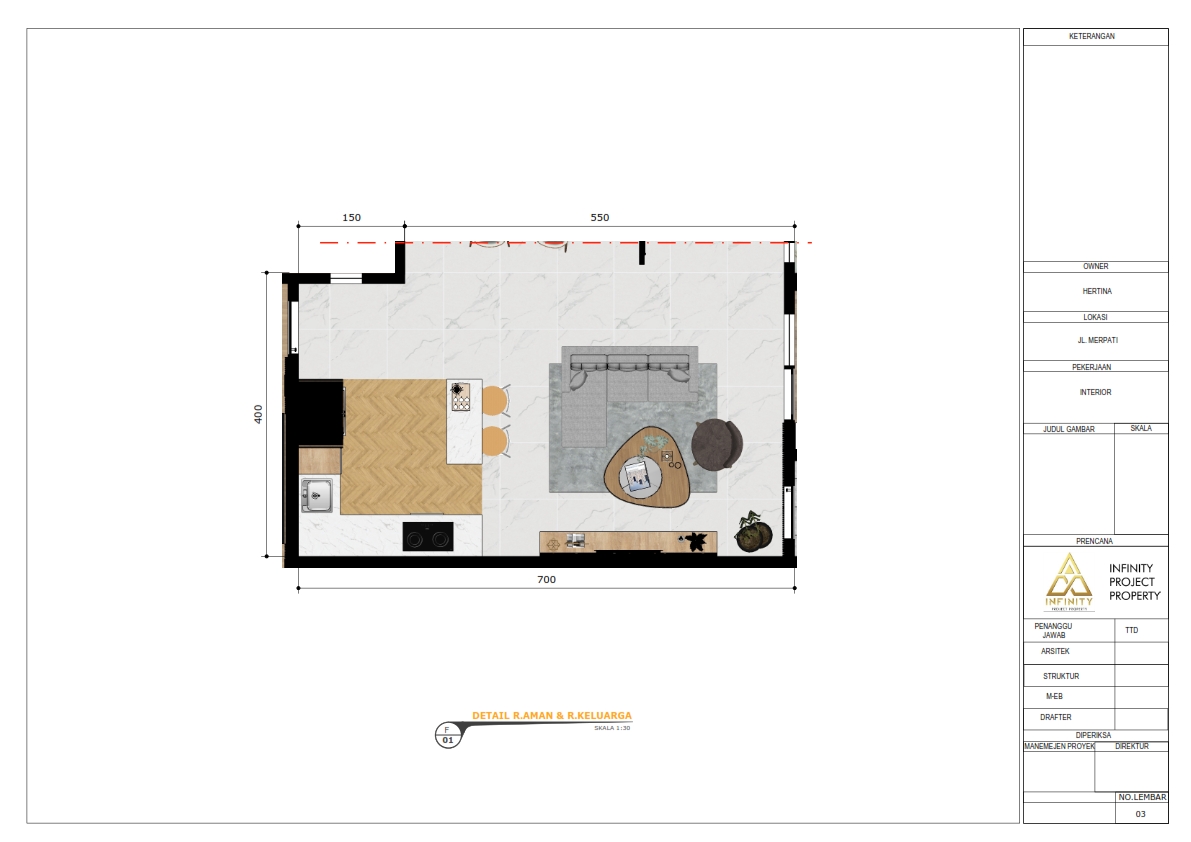 150
550
400
700
DETAIL R.AMAN & R.KELUARGA
F
01
SKALA 1:30
KETERANGAN
OWNER
HERTINA
LOKASI
JL. MERPATI
PEKERJAAN
INTERIOR
JUDUL GAMBAR
SKALA
PRENCANA
INFINITY
PROJECT PROPERTY
INFINITY
PROJECT
PROPERTY
PENANGGU
JAWAB
TTD
ARSITEK
STRUKTUR
M-EB
DRAFTER
DIPERIKSA
MANEMEJEN PROYEK
DIREKTUR
NO.LEMBAR
03